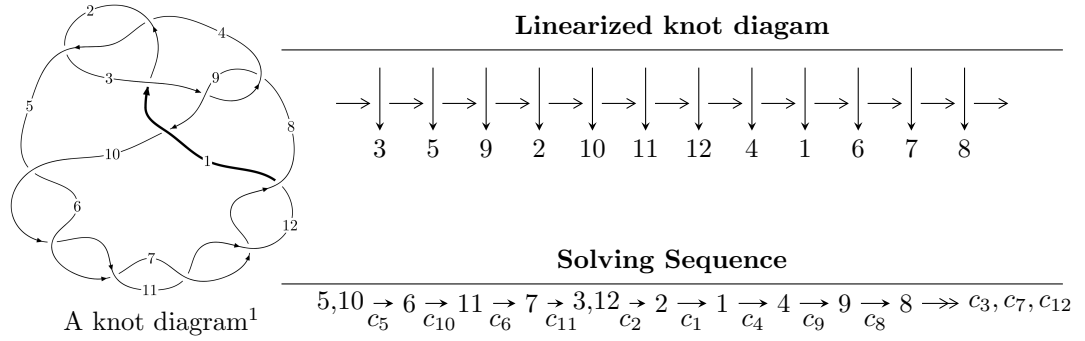 2
4
3
9
5
8
10
1
6
12
7
11
A knot diagram¹
Linearized knot diagam
3 5 9 2 10 11 12 4 1 6 7 8
Solving Sequence
5,10 → 6 → 11 → 7 → 3,12 → 2 → 1 → 4 → 9 → 8 →→ c₃, c₇, c₁₂
c₅ c₁₀ c₆ c₁₁ c₂ c₁ c₄ c₉ c₈